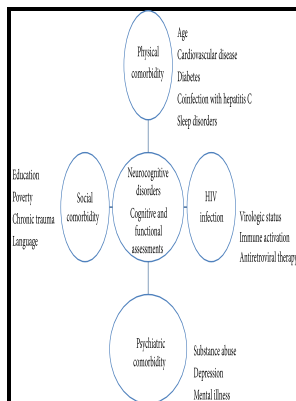 Physical
comorbidity
Age
Cardiovascular disease
Diabetes
Coinfection with hepatitis C
Sleep disorders
Education
Poverty
Chronic trauma
Language
Social
comorbidity
Neurocognitive
disorders
Cognitive and
functional
assessments
HIV
infection
Virologic status
Immune activation
Antiretroviral therapy
Psychiatric
comorbidity
Substance abuse
Depression
Mental illness